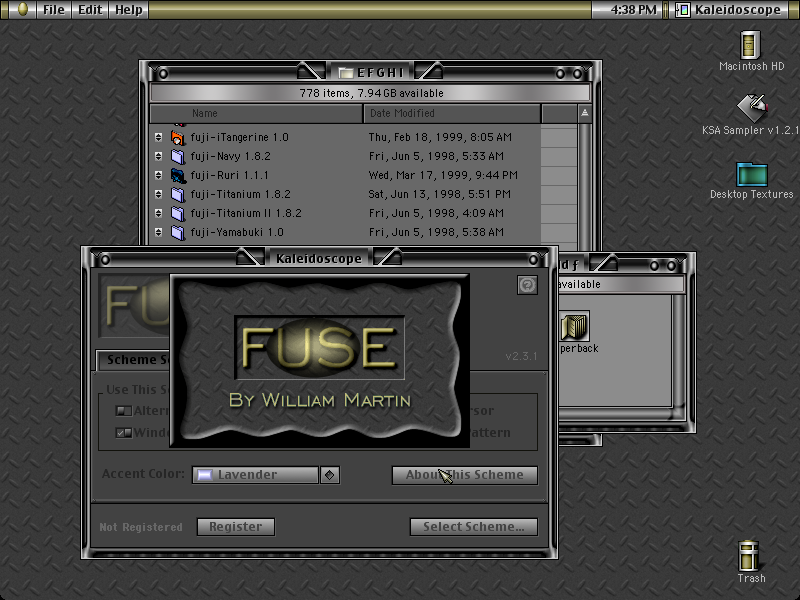 File Edit Help
4:38 PM Kaleidoscope
Macintosh HD
KSA Sampler v1.2.1
Desktop Textures
Trash
EFGHI
778 items, 7.94 GB available
Name Date Modified
fuji-iTangerine 1.0 Thu, Feb 18, 1999, 8:05 AM
fuji-Navy 1.8.2 Fri, Jun 5, 1998, 5:33 AM
fuji-Ruri 1.1.1 Wed, Mar 17, 1999, 9:44 PM
fuji-Titanium 1.8.2 Sat, Jun 13, 1998, 5:51 PM
fuji-Titanium II 1.8.2 Fri, Jun 5, 1998, 4:09 AM
fuji-Yamabuki 1.0 Fri, Jun 5, 1998, 5:38 AM
ld ƒ
available
perback
Kaleidoscope
FU
v2.3.1
Scheme S
Use This S
Altern
Windo
rsor
attern
FUSE
By William Martin
Accent Color: Lavender
About This Scheme
Not Registered Register
Select Scheme...